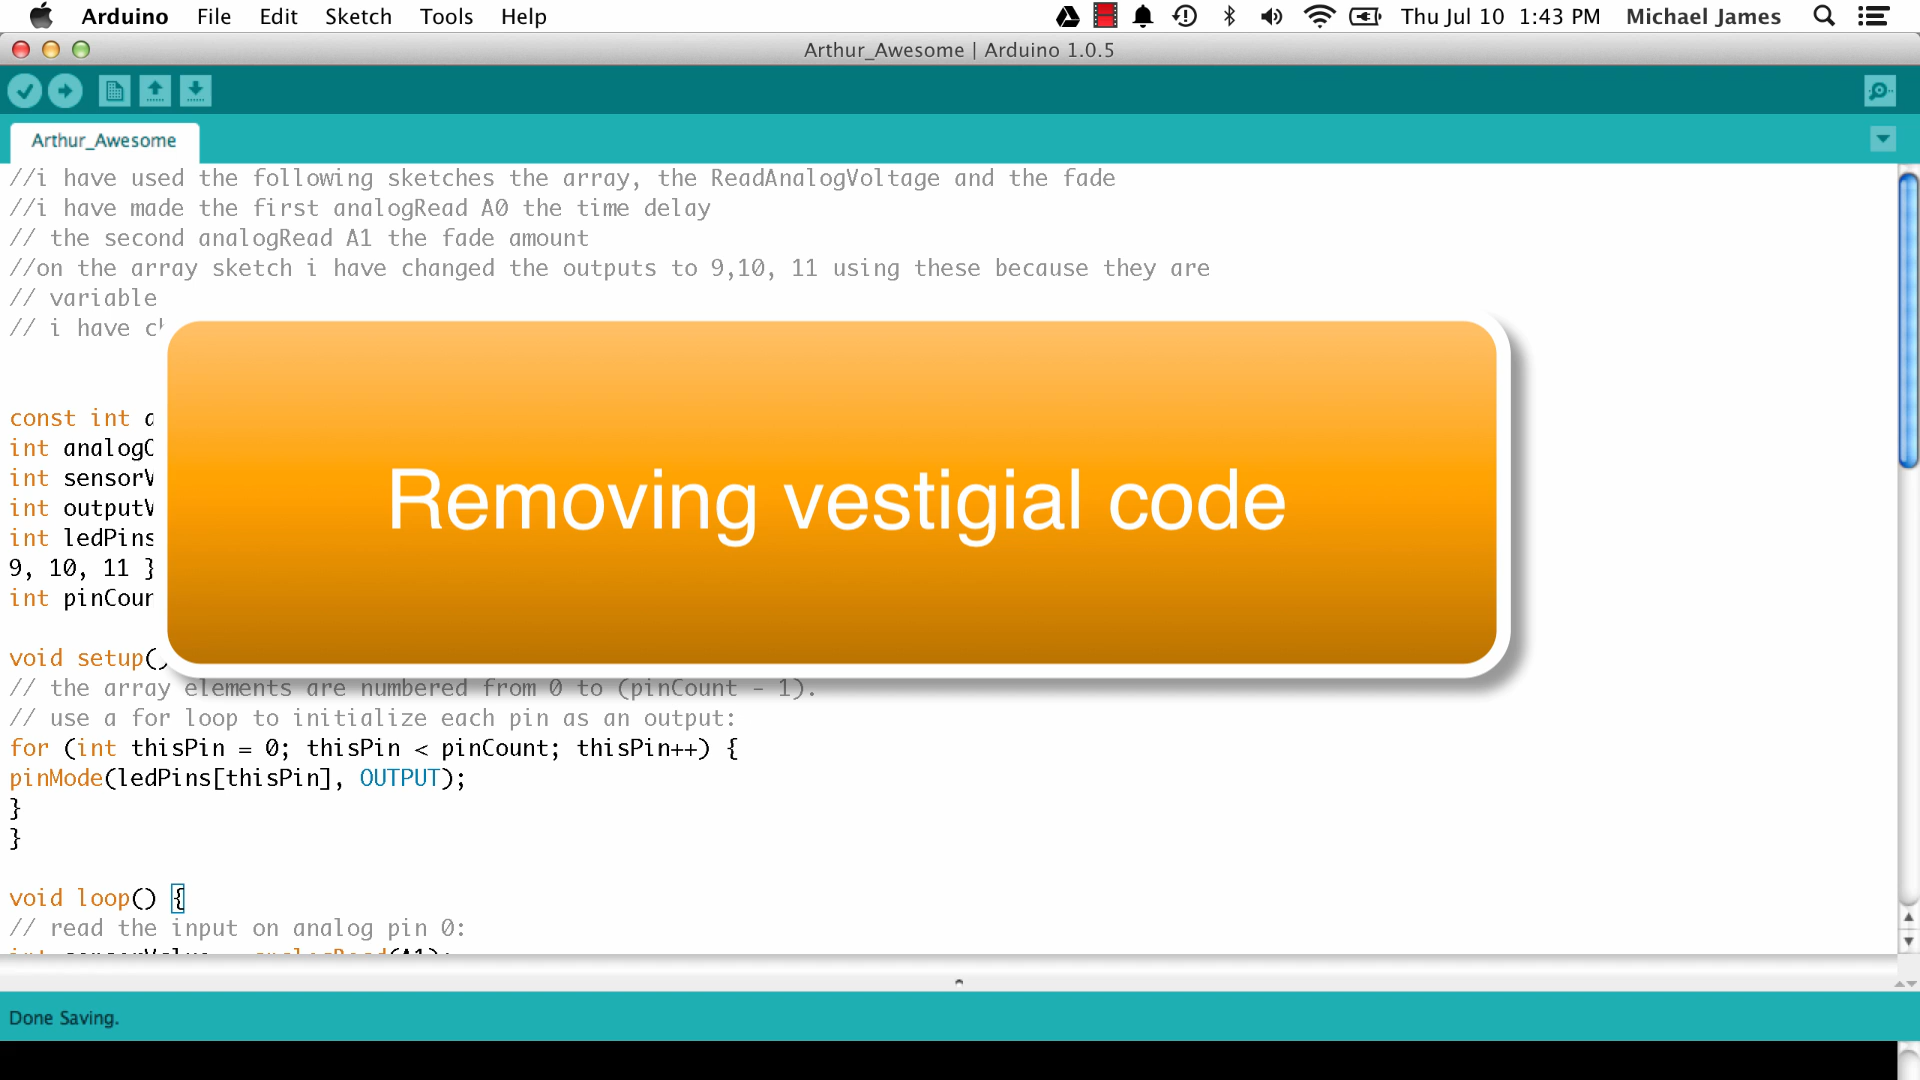 Arduino File Edit Sketch Tools Help Thu Jul 10 1:43 PM Michael James
Arthur_Awesome | Arduino 1.0.5
Arthur_Awesome
//i have used the following sketches the array, the ReadAnalogVoltage and the fade
//i have made the first analogRead A0 the time delay
// the second analogRead A1 the fade amount
//on the array sketch i have changed the outputs to 9,10, 11 using these because they are
// variable
// i have
const int
int
int
int
int ledPins
9, 10, 11 }
int
Removing vestigial code
void setup()
// the array elements are numbered from 0 to (pinCount - 1).
// use a for loop to initialize each pin as an output:
for (int thisPin = 0; thisPin < pinCount; thisPin++) {
pinMode(ledPins[thisPin], OUTPUT);
}
}
void loop() {
// read the input on analog pin 0:
Done Saving.